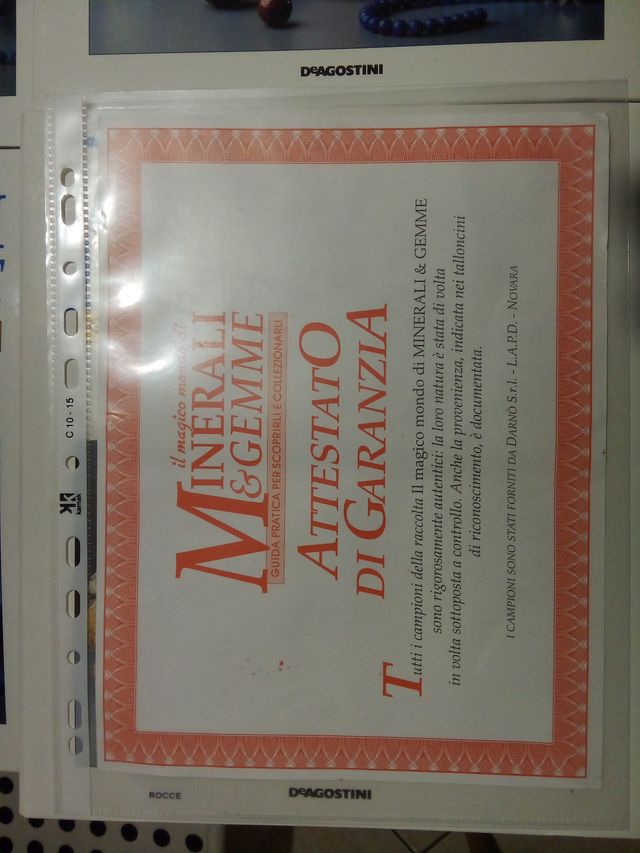 DeAGOSTINI
il magico mondo di
MINERALI
& GEMME
GUIDA PRATICA PER SCOPRIRLI E COLLEZIONARLI
ATTESTATO
DI GARANZIA
Tutti i campioni della raccolta Il magico mondo di MINERALI & GEMME
sono rigorosamente autentici: la loro natura è stata di volta
in volta sottoposta a controllo. Anche la provenienza, indicata nei talloncini
di riconoscimento, è documentata.
I CAMPIONI SONO STATI FORNITI DA DARNÒ S.r.l. - L.A.P.D. - NOVARA
karnak
C 10 - 15
ROCCE
DeAGOSTINI